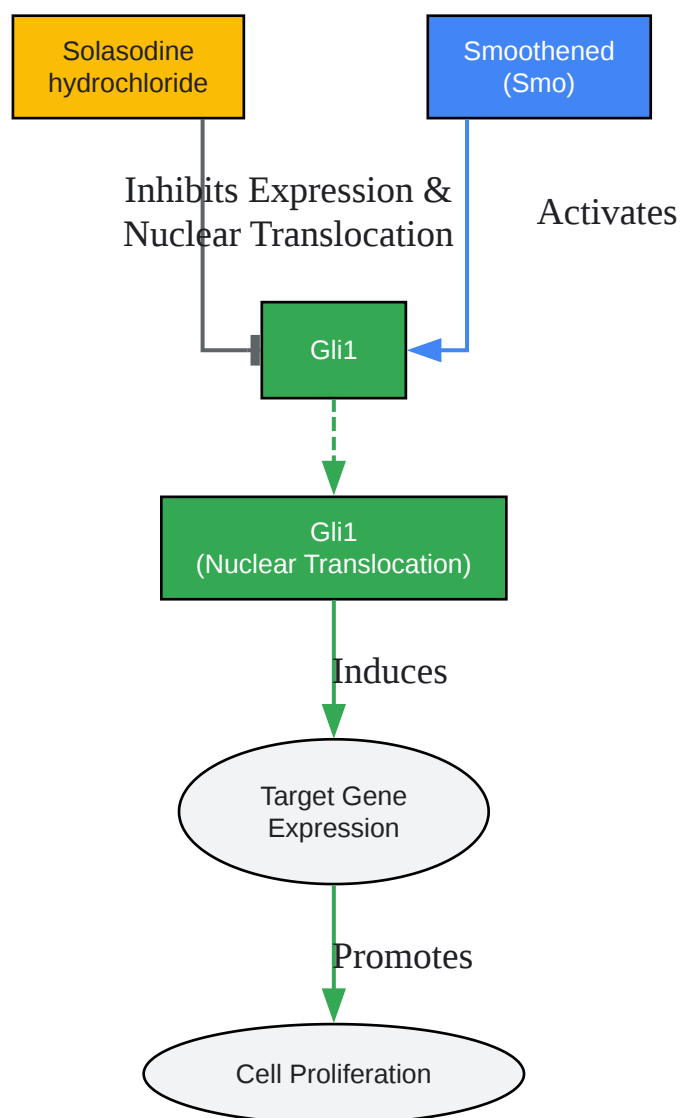 Solasodine
hydrochloride
Smoothened
(Smo)
Inhibits Expression &
Nuclear Translocation
Activates
Gli1
Gli1
(Nuclear Translocation)
Induces
Target Gene
Expression
Promotes
Cell Proliferation